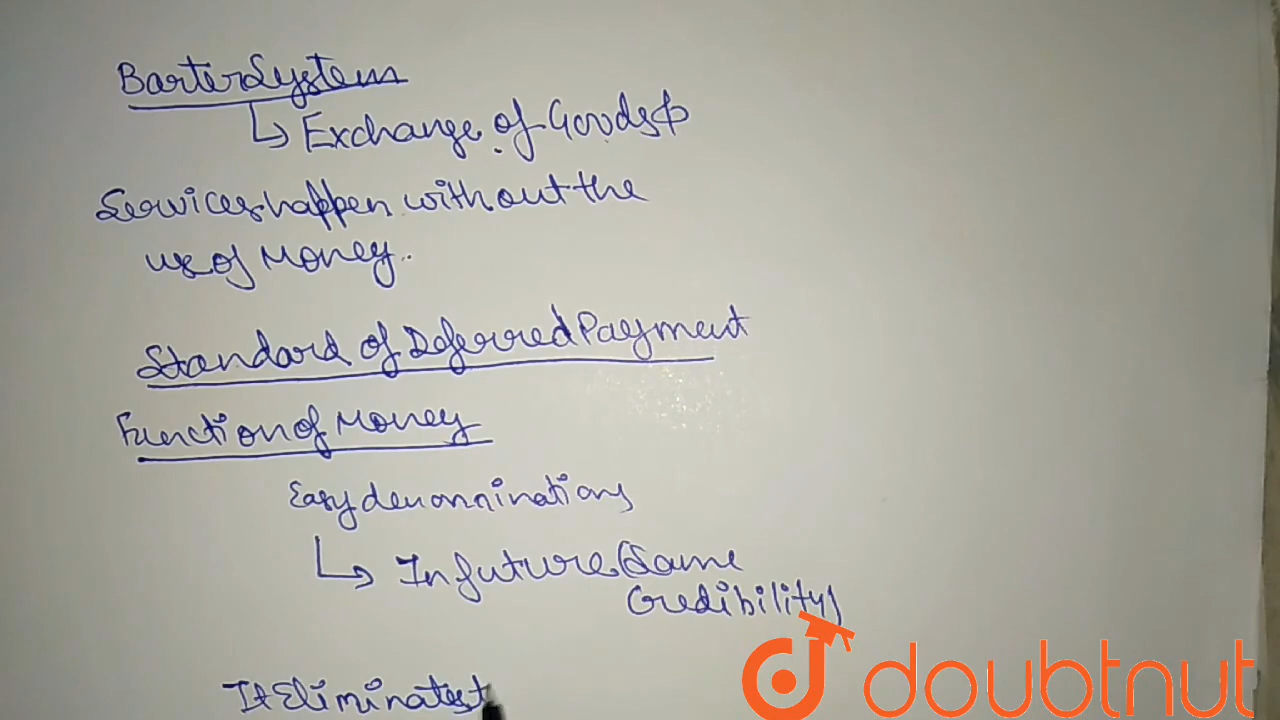 Barter System
↳ Exchange of Goods &
Services happen without the
use of Money.
Standard of Deferred Payment
Function of Money
Easy denominations
↳ In future (Same
Credibility)
It Eliminates t
doubtnut